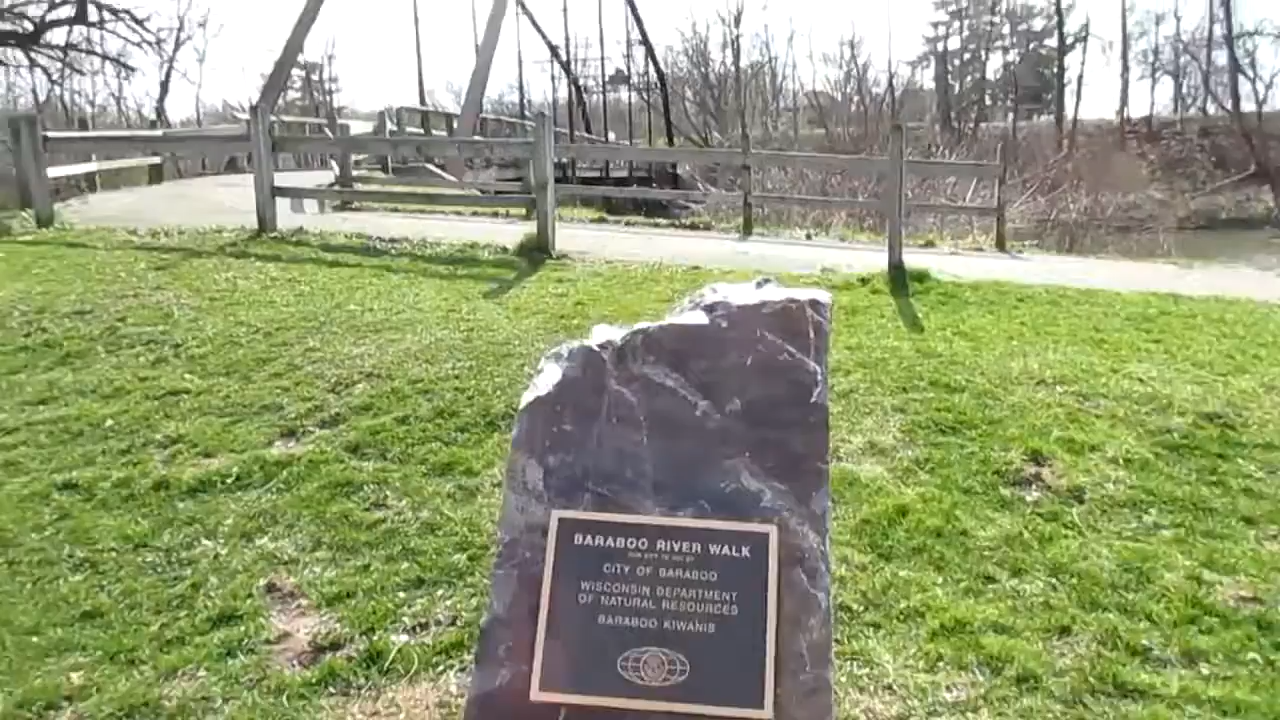 BARABOO RIVER WALK
CITY OF BARABOO
WISCONSIN DEPARTMENT
OF NATURAL RESOURCES
BARABOO KIWANIS